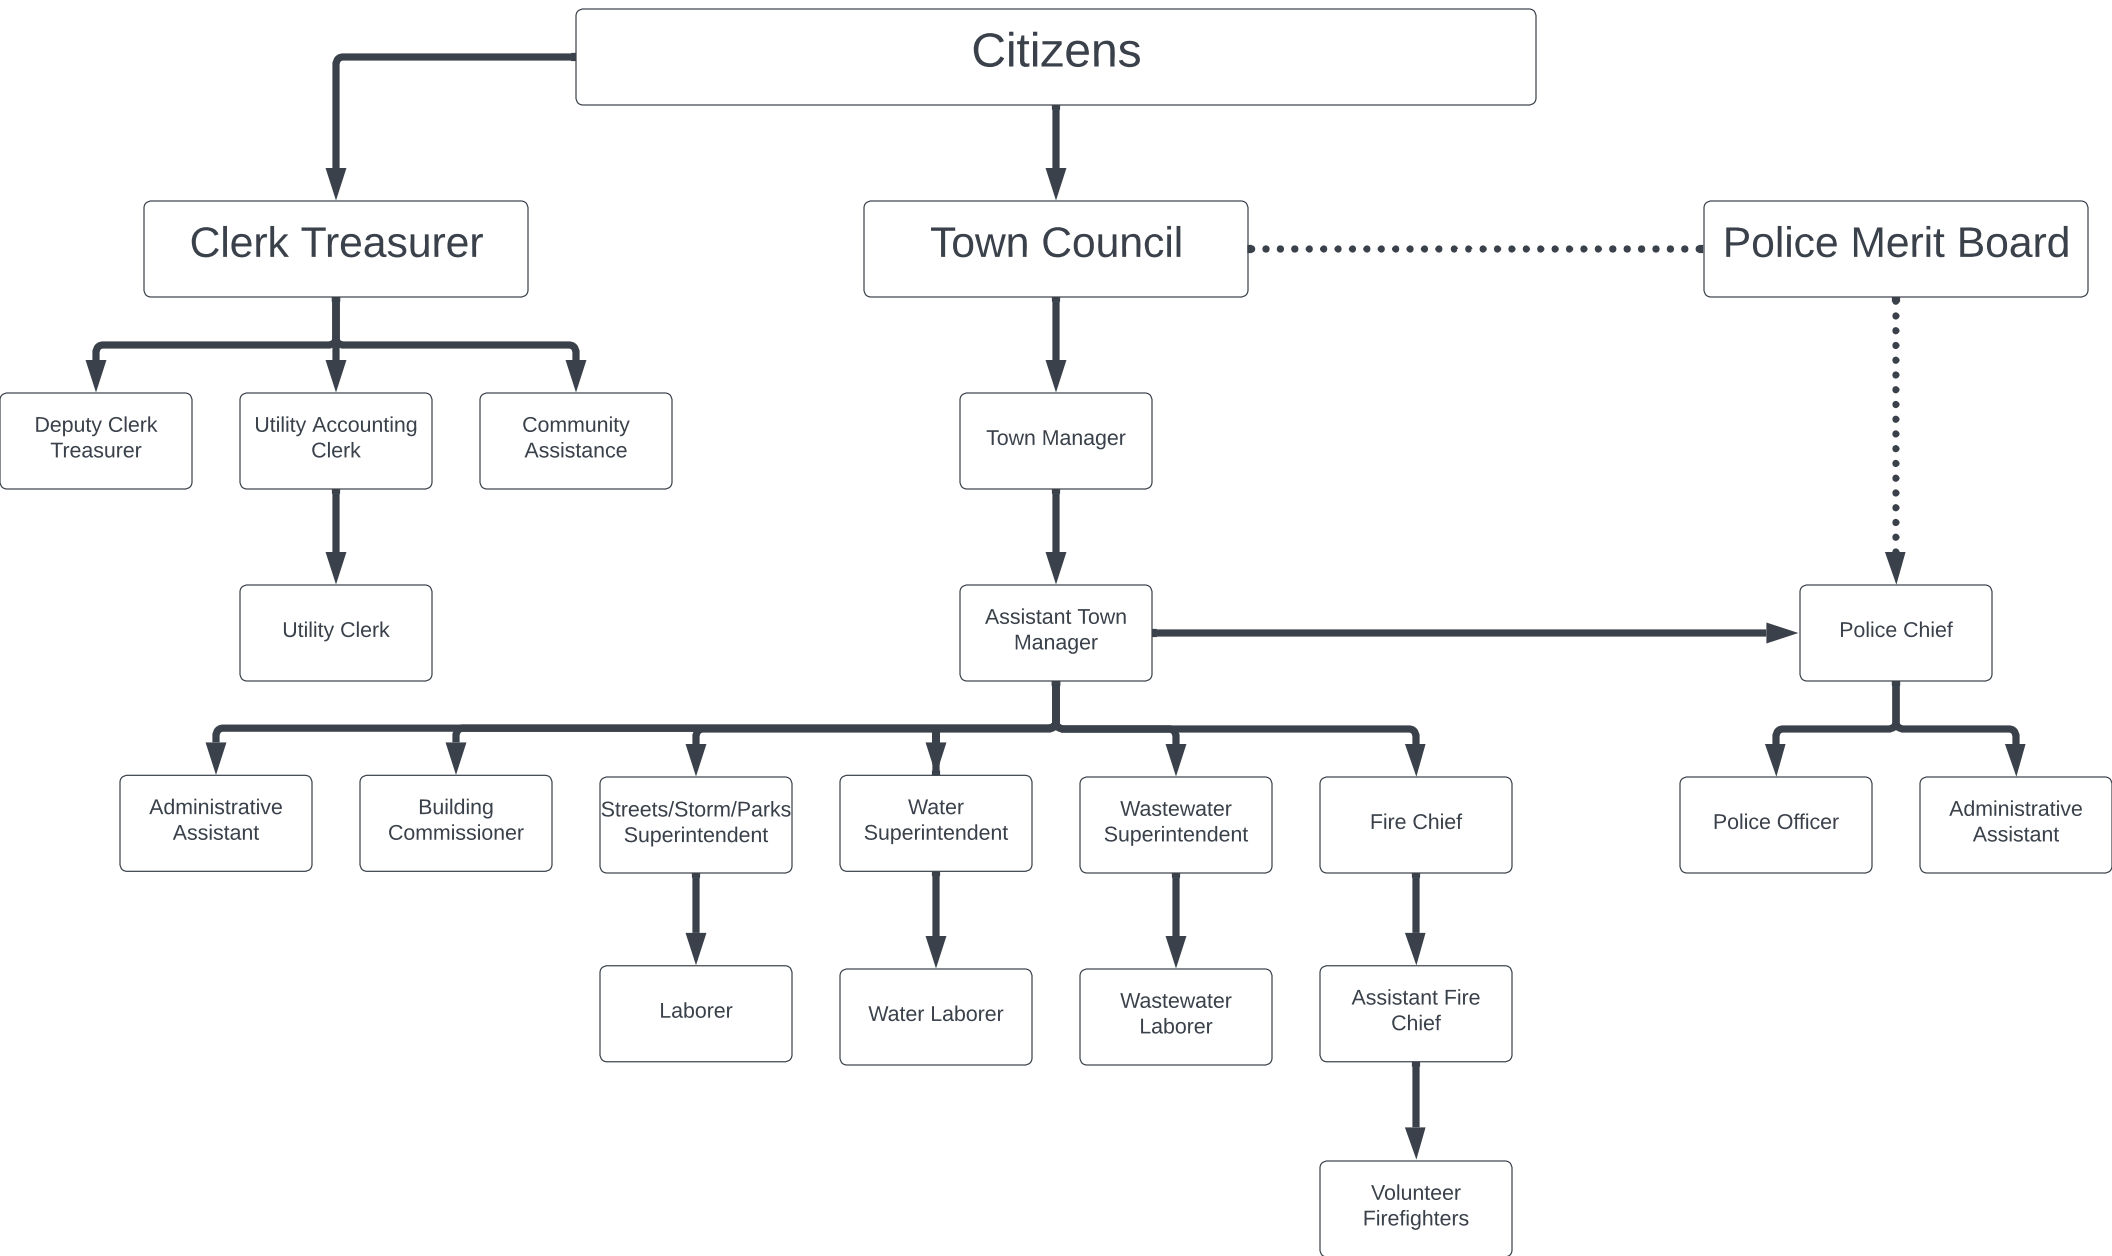 Citizens
Clerk Treasurer
Town Council
Police Merit Board
Deputy Clerk
Treasurer
Utility Accounting
Clerk
Community
Assistance
Town Manager
Utility Clerk
Assistant Town
Manager
Police Chief
Administrative
Assistant
Building
Commissioner
Streets/Storm/Parks
Superintendent
Water
Superintendent
Wastewater
Superintendent
Fire Chief
Police Officer
Administrative
Assistant
Laborer
Water Laborer
Wastewater
Laborer
Assistant Fire
Chief
Volunteer
Firefighters